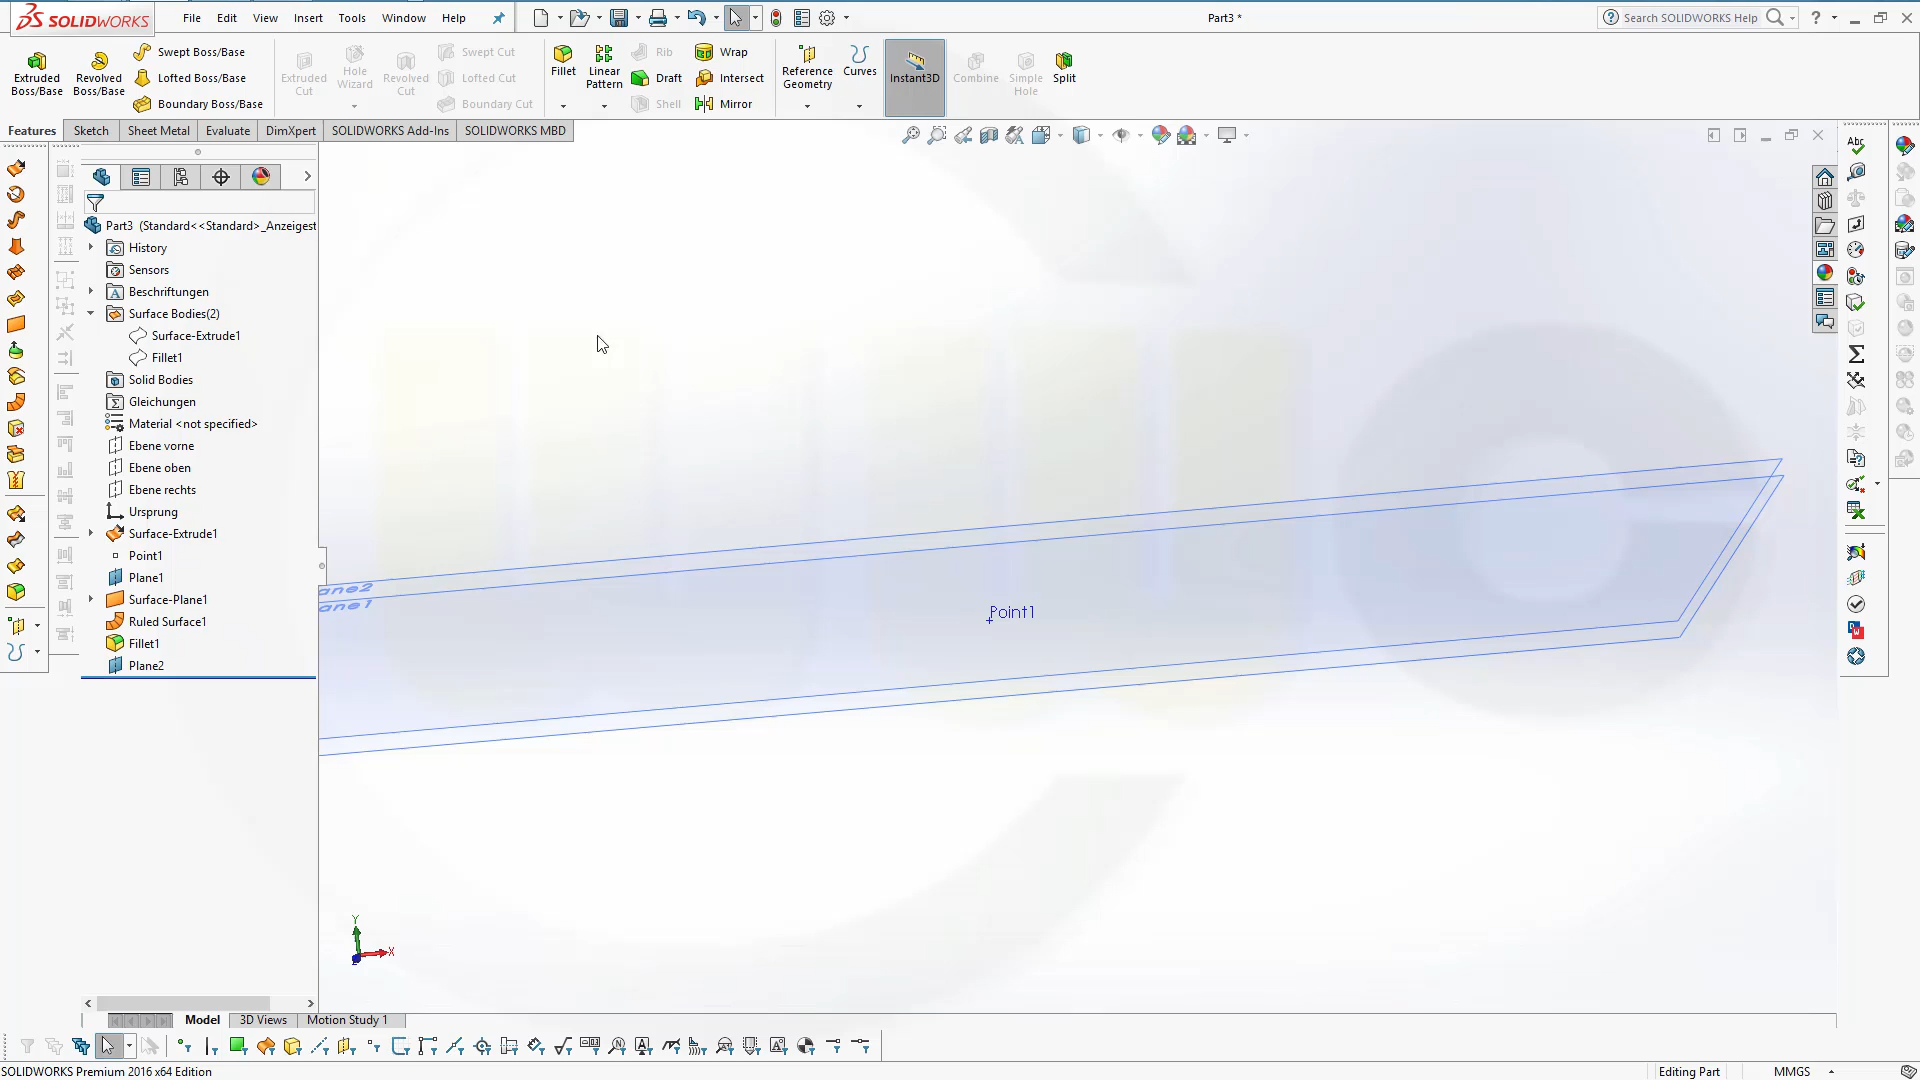 SOLIDWORKS File Edit View Insert Tools Window Help Part3 * Search SOLIDWORKS Help ?
Extruded Boss/Base
Revolved Boss/Base
Swept Boss/Base
Lofted Boss/Base
Boundary Boss/Base
Extruded Cut
Hole Wizard
Revolved Cut
Swept Cut
Lofted Cut
Boundary Cut
Fillet
Linear Pattern
Rib
Draft
Shell
Wrap
Intersect
Mirror
Reference Geometry
Curves
Instant3D
Combine
Simple Hole
Split
Features Sketch Sheet Metal Evaluate DimXpert SOLIDWORKS Add-Ins SOLIDWORKS MBD
Part3 (Standard<<Standard>_Anzeigest
History
Sensors
Beschriftungen
Surface Bodies(2)
Surface-Extrude1
Fillet1
Solid Bodies
Gleichungen
Material <not specified>
Ebene vorne
Ebene oben
Ebene rechts
Ursprung
Surface-Extrude1
Point1
Plane1
Surface-Plane1
Ruled Surface1
Fillet1
Plane2
ane2
ane1
Point1
Y
X
Z
Abc
Model 3D Views Motion Study 1
SOLIDWORKS Premium 2016 x64 Edition Editing Part MMGS